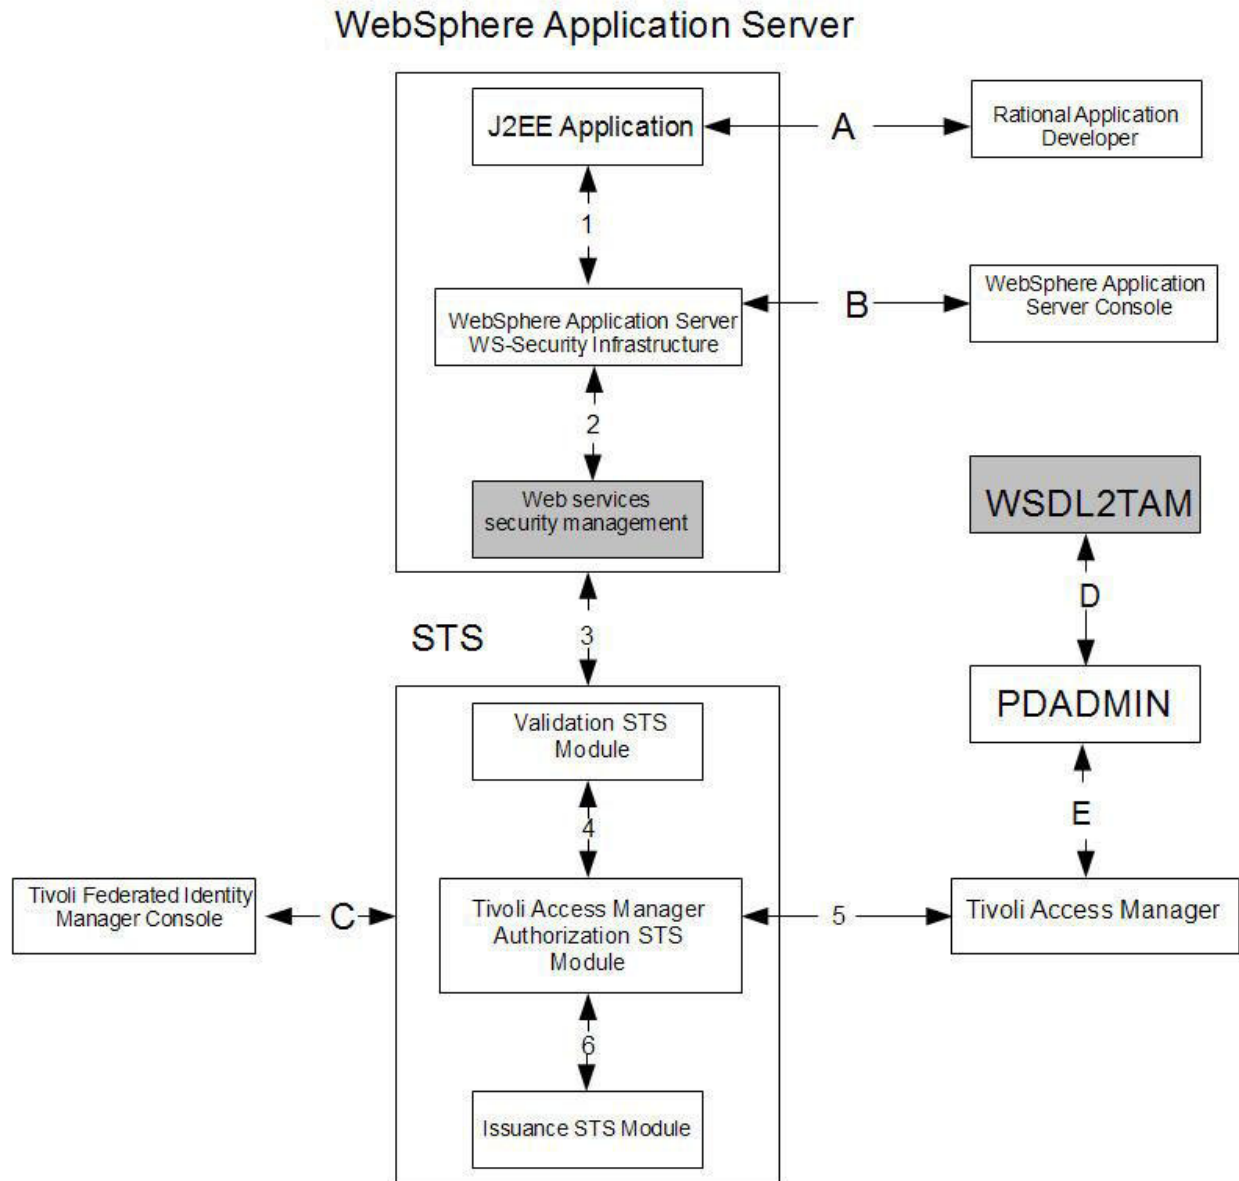 WebSphere Application Server
J2EE Application
A
Rational Application
Developer
1
WebSphere Application Server
WS-Security Infrastructure
B
WebSphere Application
Server Console
2
Web services
security management
WSDL2TAM
D
STS
3
PDADMIN
Validation STS
Module
4
E
Tivoli Federated Identity
Manager Console
C
Tivoli Access Manager
Authorization STS
Module
5
Tivoli Access Manager
6
Issuance STS Module